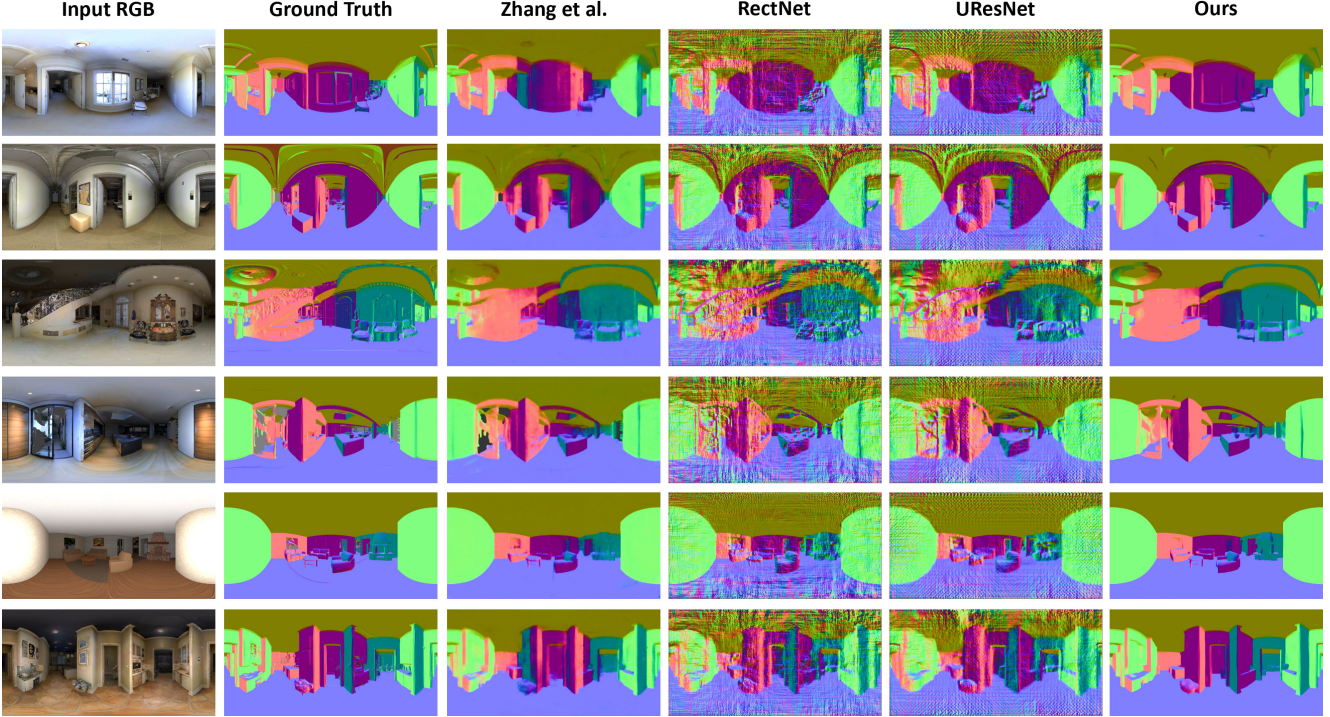 Input RGB
Ground Truth
Zhang et al.
RectNet
UResNet
Ours